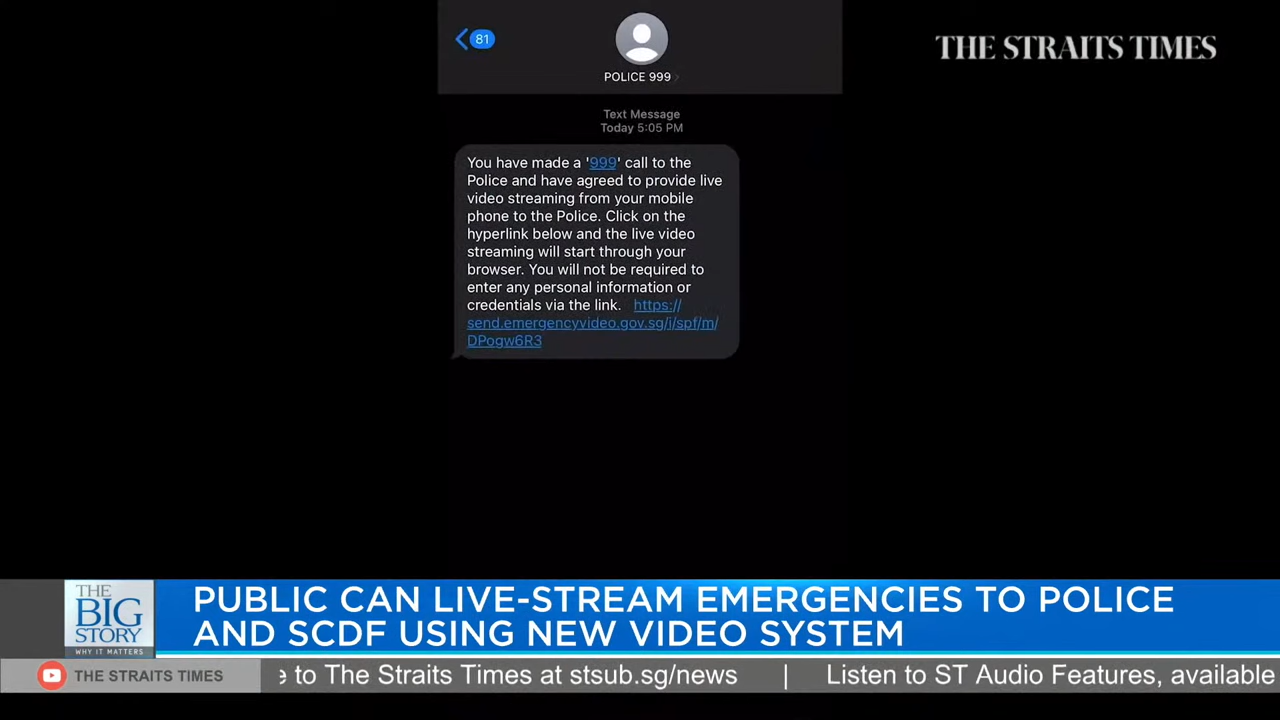 81
THE STRAITS TIMES
POLICE 999
Text Message
Today 5:05 PM
You have made a '999' call to the
Police and have agreed to provide live
video streaming from your mobile
phone to the Police. Click on the
hyperlink below and the live video
streaming will start through your
browser. You will not be required to
enter any personal information or
credentials via the link. https://
send.emergencyvideo.gov.sg/i/spf/m/
DPogw6R3
THE BIG STORY
WHY IT MATTERS
PUBLIC CAN LIVE-STREAM EMERGENCIES TO POLICE
AND SCDF USING NEW VIDEO SYSTEM
THE STRAITS TIMES
e to The Straits Times at stsub.sg/news | Listen to ST Audio Features, available